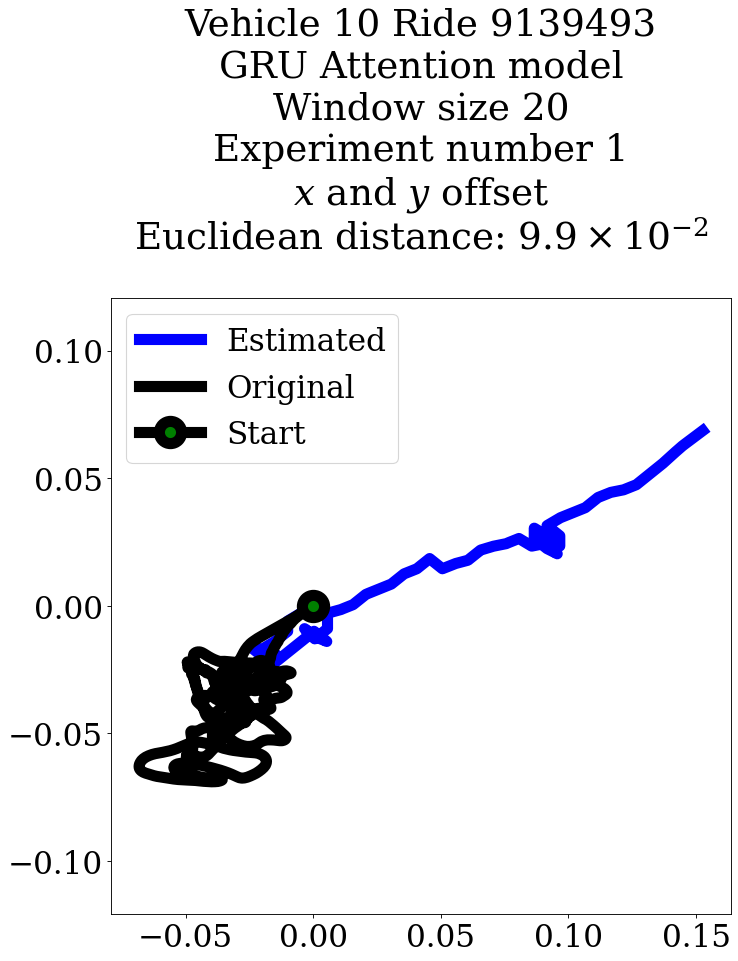 Vehicle 10 Ride 9139493
GRU Attention model
Window size 20
Experiment number 1
x and y offset
Euclidean distance: 9.9 × 10⁻²
Estimated
Original
Start
0.10
0.05
0.00
−0.05
−0.10
−0.05 0.00 0.05 0.10 0.15